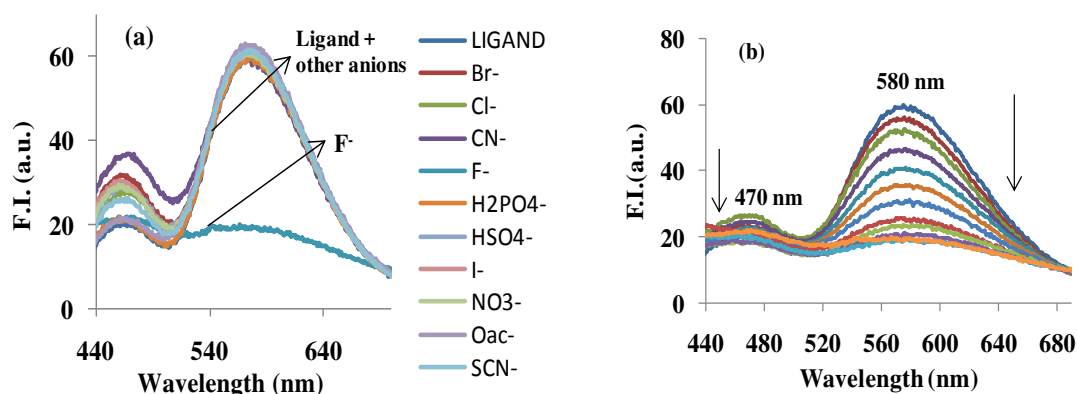 (a)
Ligand +
other anions
F-
60
40
20
0
440
540
640
F.I. (a.u.)
Wavelength (nm)
LIGAND
Br-
Cl-
CN-
F-
H2PO4-
HSO4-
I-
NO3-
Oac-
SCN-
(b)
580 nm
470 nm
80
60
40
20
0
440 480 520 560 600 640 680
F.I.(a.u.)
Wavelength (nm)